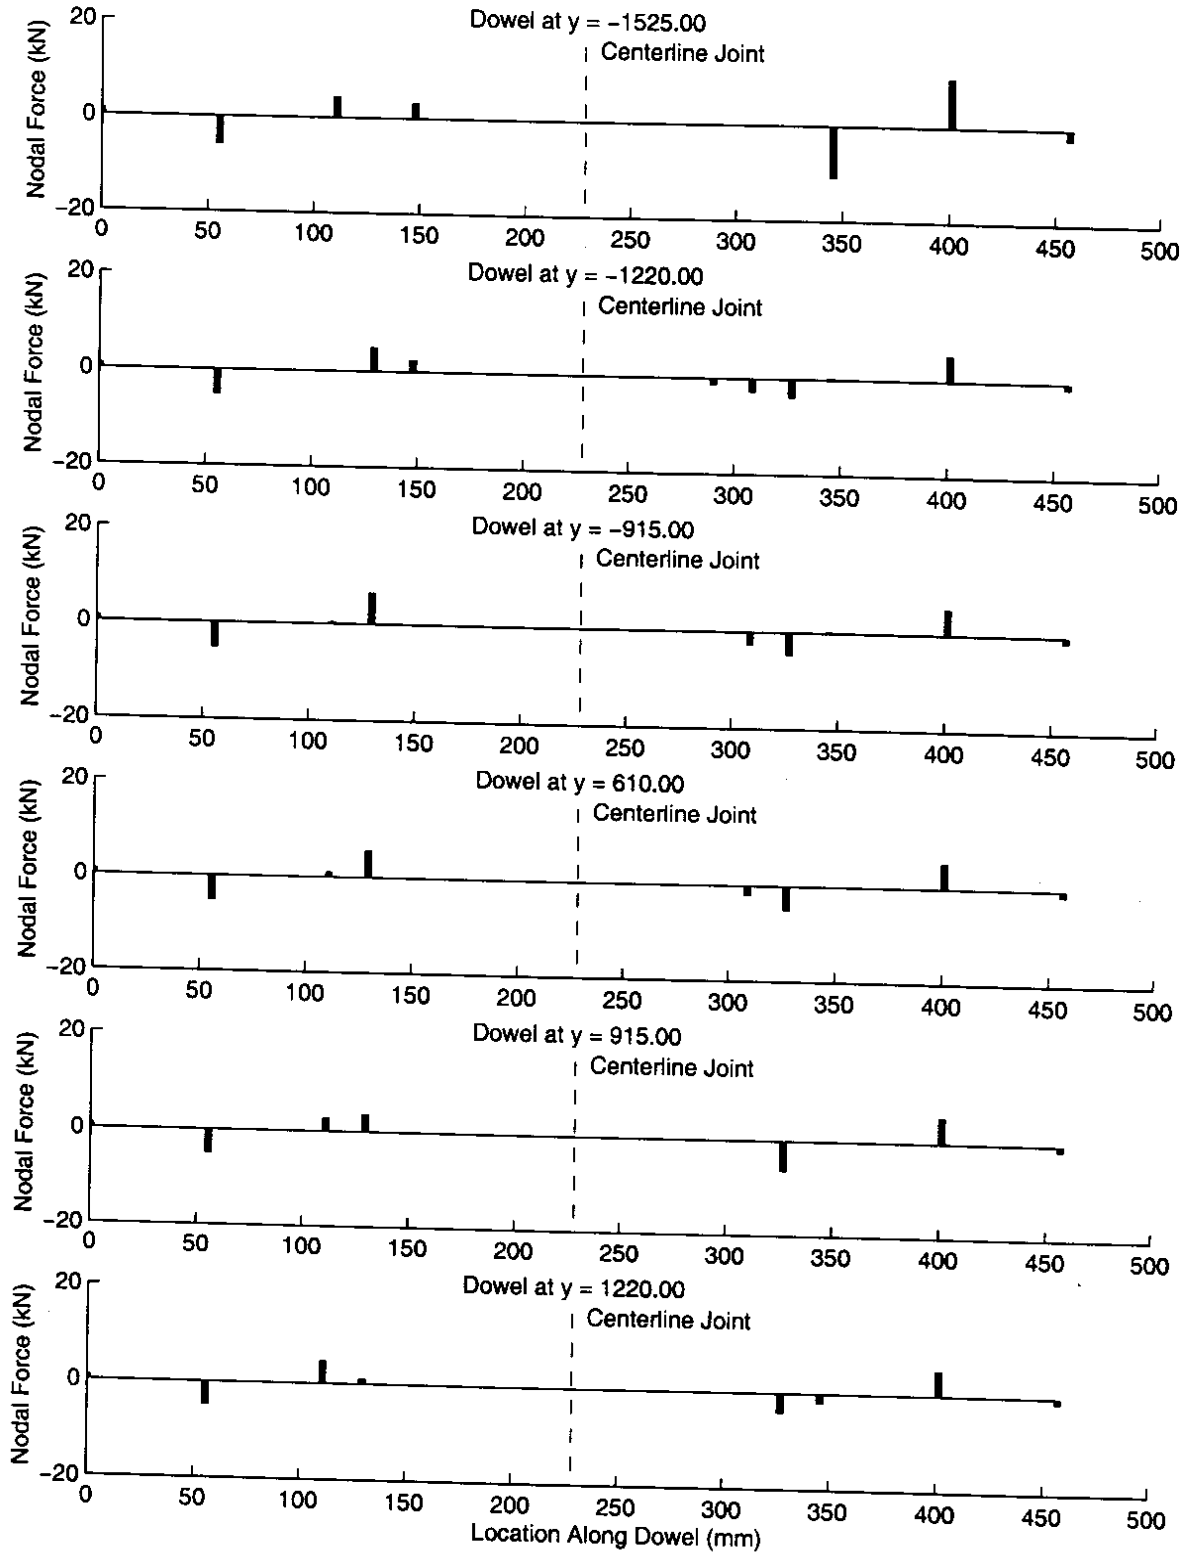 Dowel at y = −1525.00
Centerline Joint
Nodal Force (kN)
20
0
−20
0 50 100 150 200 250 300 350 400 450 500
Dowel at y = −1220.00
Centerline Joint
Nodal Force (kN)
20
0
−20
0 50 100 150 200 250 300 350 400 450 500
Dowel at y = −915.00
Centerline Joint
Nodal Force (kN)
20
0
−20
0 50 100 150 200 250 300 350 400 450 500
Dowel at y = 610.00
Centerline Joint
Nodal Force (kN)
20
0
−20
0 50 100 150 200 250 300 350 400 450 500
Dowel at y = 915.00
Centerline Joint
Nodal Force (kN)
20
0
−20
0 50 100 150 200 250 300 350 400 450 500
Dowel at y = 1220.00
Centerline Joint
Nodal Force (kN)
20
0
−20
0 50 100 150 200 250 300 350 400 450 500
Location Along Dowel (mm)